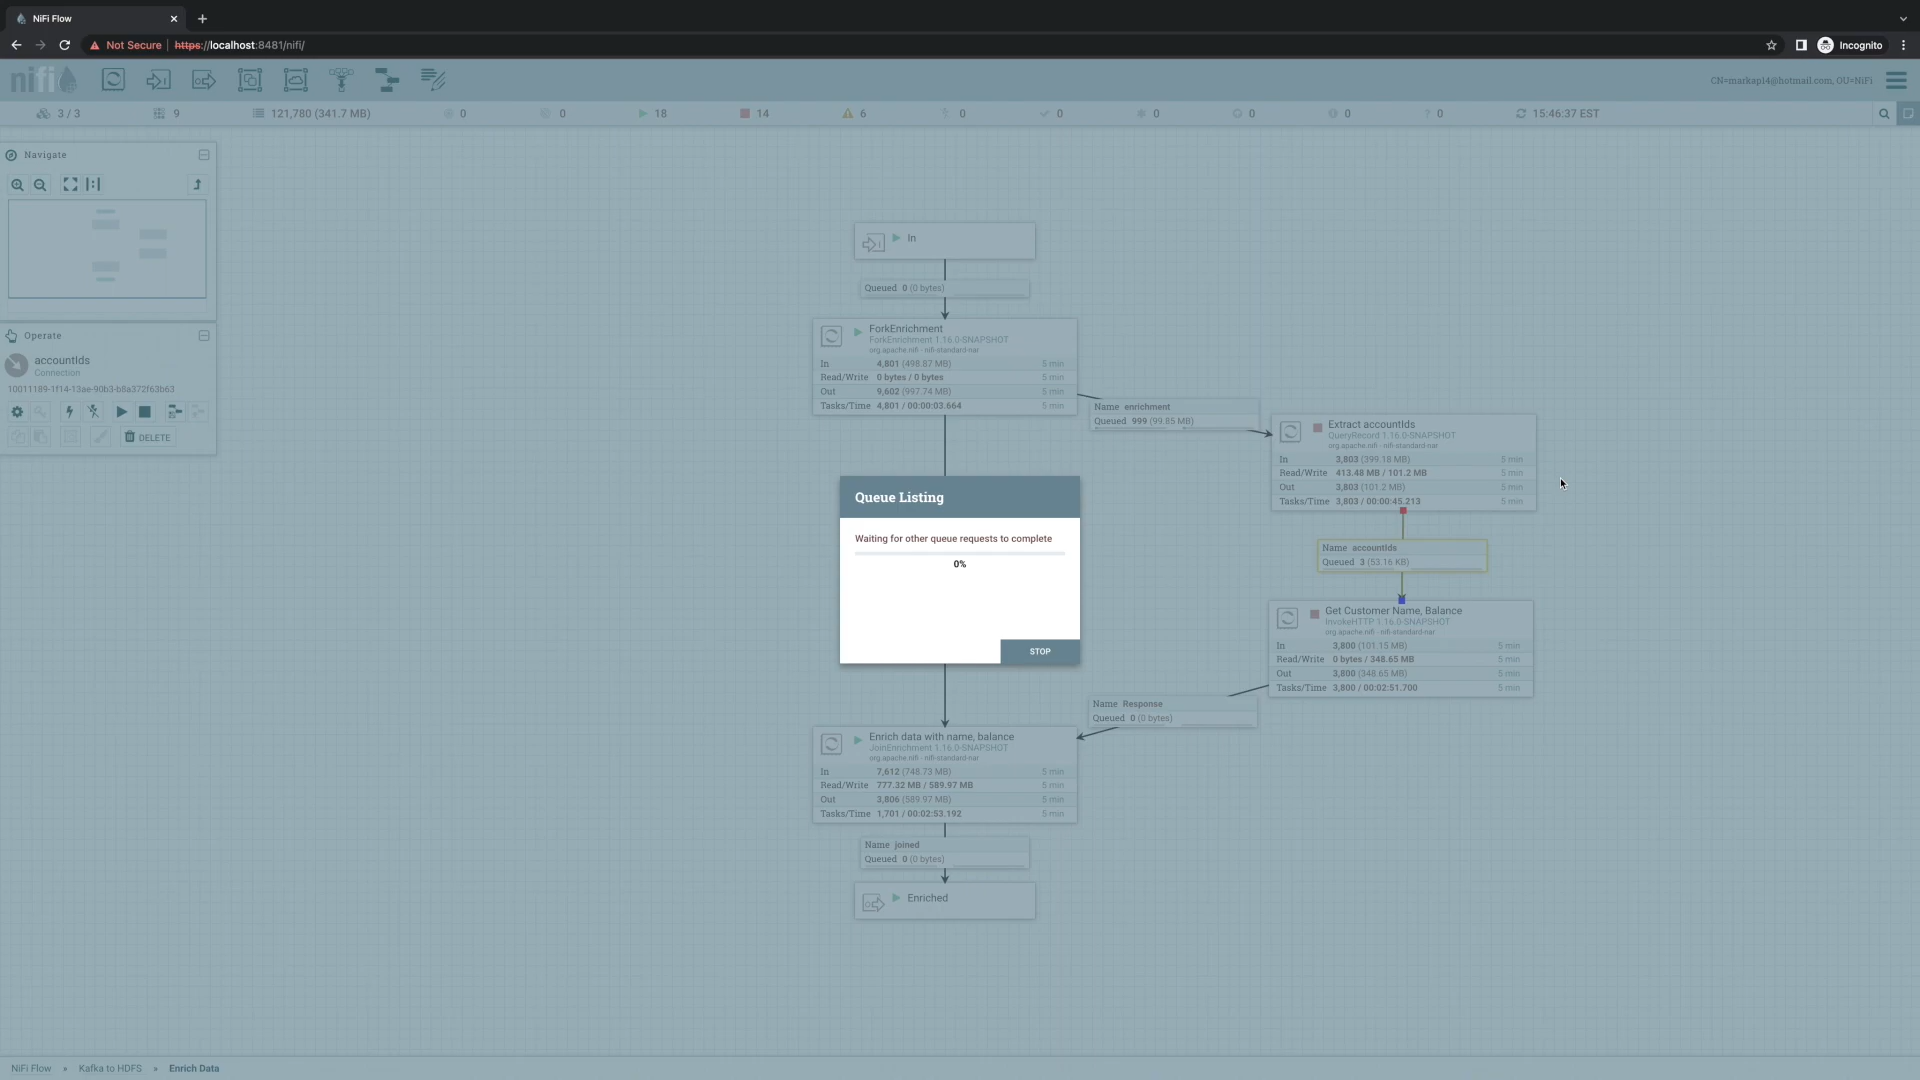 NiFi Flow
Not Secure
https://localhost:8481/nifi/
Incognito
nifi
CN=markap14@hotmail.com, OU=NiFi
3 / 3
9
121,780 (341.7 MB)
0
0
18
14
6
0
0
0
0
0
0
15:46:37 EST
Navigate
Operate
accountIds
Connection
10011189-1f14-13ae-90b3-b8a372f63b63
DELETE
In
Queued 0 (0 bytes)
ForkEnrichment
ForkEnrichment 1.16.0-SNAPSHOT
org.apache.nifi - nifi-standard-nar
In 4,801 (498.87 MB) 5 min
Read/Write 0 bytes / 0 bytes 5 min
Out 9,602 (997.74 MB) 5 min
Tasks/Time 4,801 / 00:00:03.664 5 min
Name enrichment
Queued 999 (99.85 MB)
Extract accountIds
QueryRecord 1.16.0-SNAPSHOT
org.apache.nifi - nifi-standard-nar
In 3,803 (399.18 MB) 5 min
Read/Write 413.48 MB / 101.2 MB 5 min
Out 3,803 (101.2 MB) 5 min
Tasks/Time 3,803 / 00:00:45.213 5 min
Queue Listing
Waiting for other queue requests to complete
0%
STOP
Name accountIds
Queued 3 (53.16 KB)
Get Customer Name, Balance
InvokeHTTP 1.16.0-SNAPSHOT
org.apache.nifi - nifi-standard-nar
In 3,800 (101.15 MB) 5 min
Read/Write 0 bytes / 348.65 MB 5 min
Out 3,800 (348.65 MB) 5 min
Tasks/Time 3,800 / 00:02:51.700 5 min
Name Response
Queued 0 (0 bytes)
Enrich data with name, balance
JoinEnrichment 1.16.0-SNAPSHOT
org.apache.nifi - nifi-standard-nar
In 7,612 (748.73 MB) 5 min
Read/Write 777.32 MB / 589.97 MB 5 min
Out 3,806 (589.97 MB) 5 min
Tasks/Time 1,701 / 00:02:53.192 5 min
Name joined
Queued 0 (0 bytes)
Enriched
NiFi Flow » Kafka to HDFS » Enrich Data